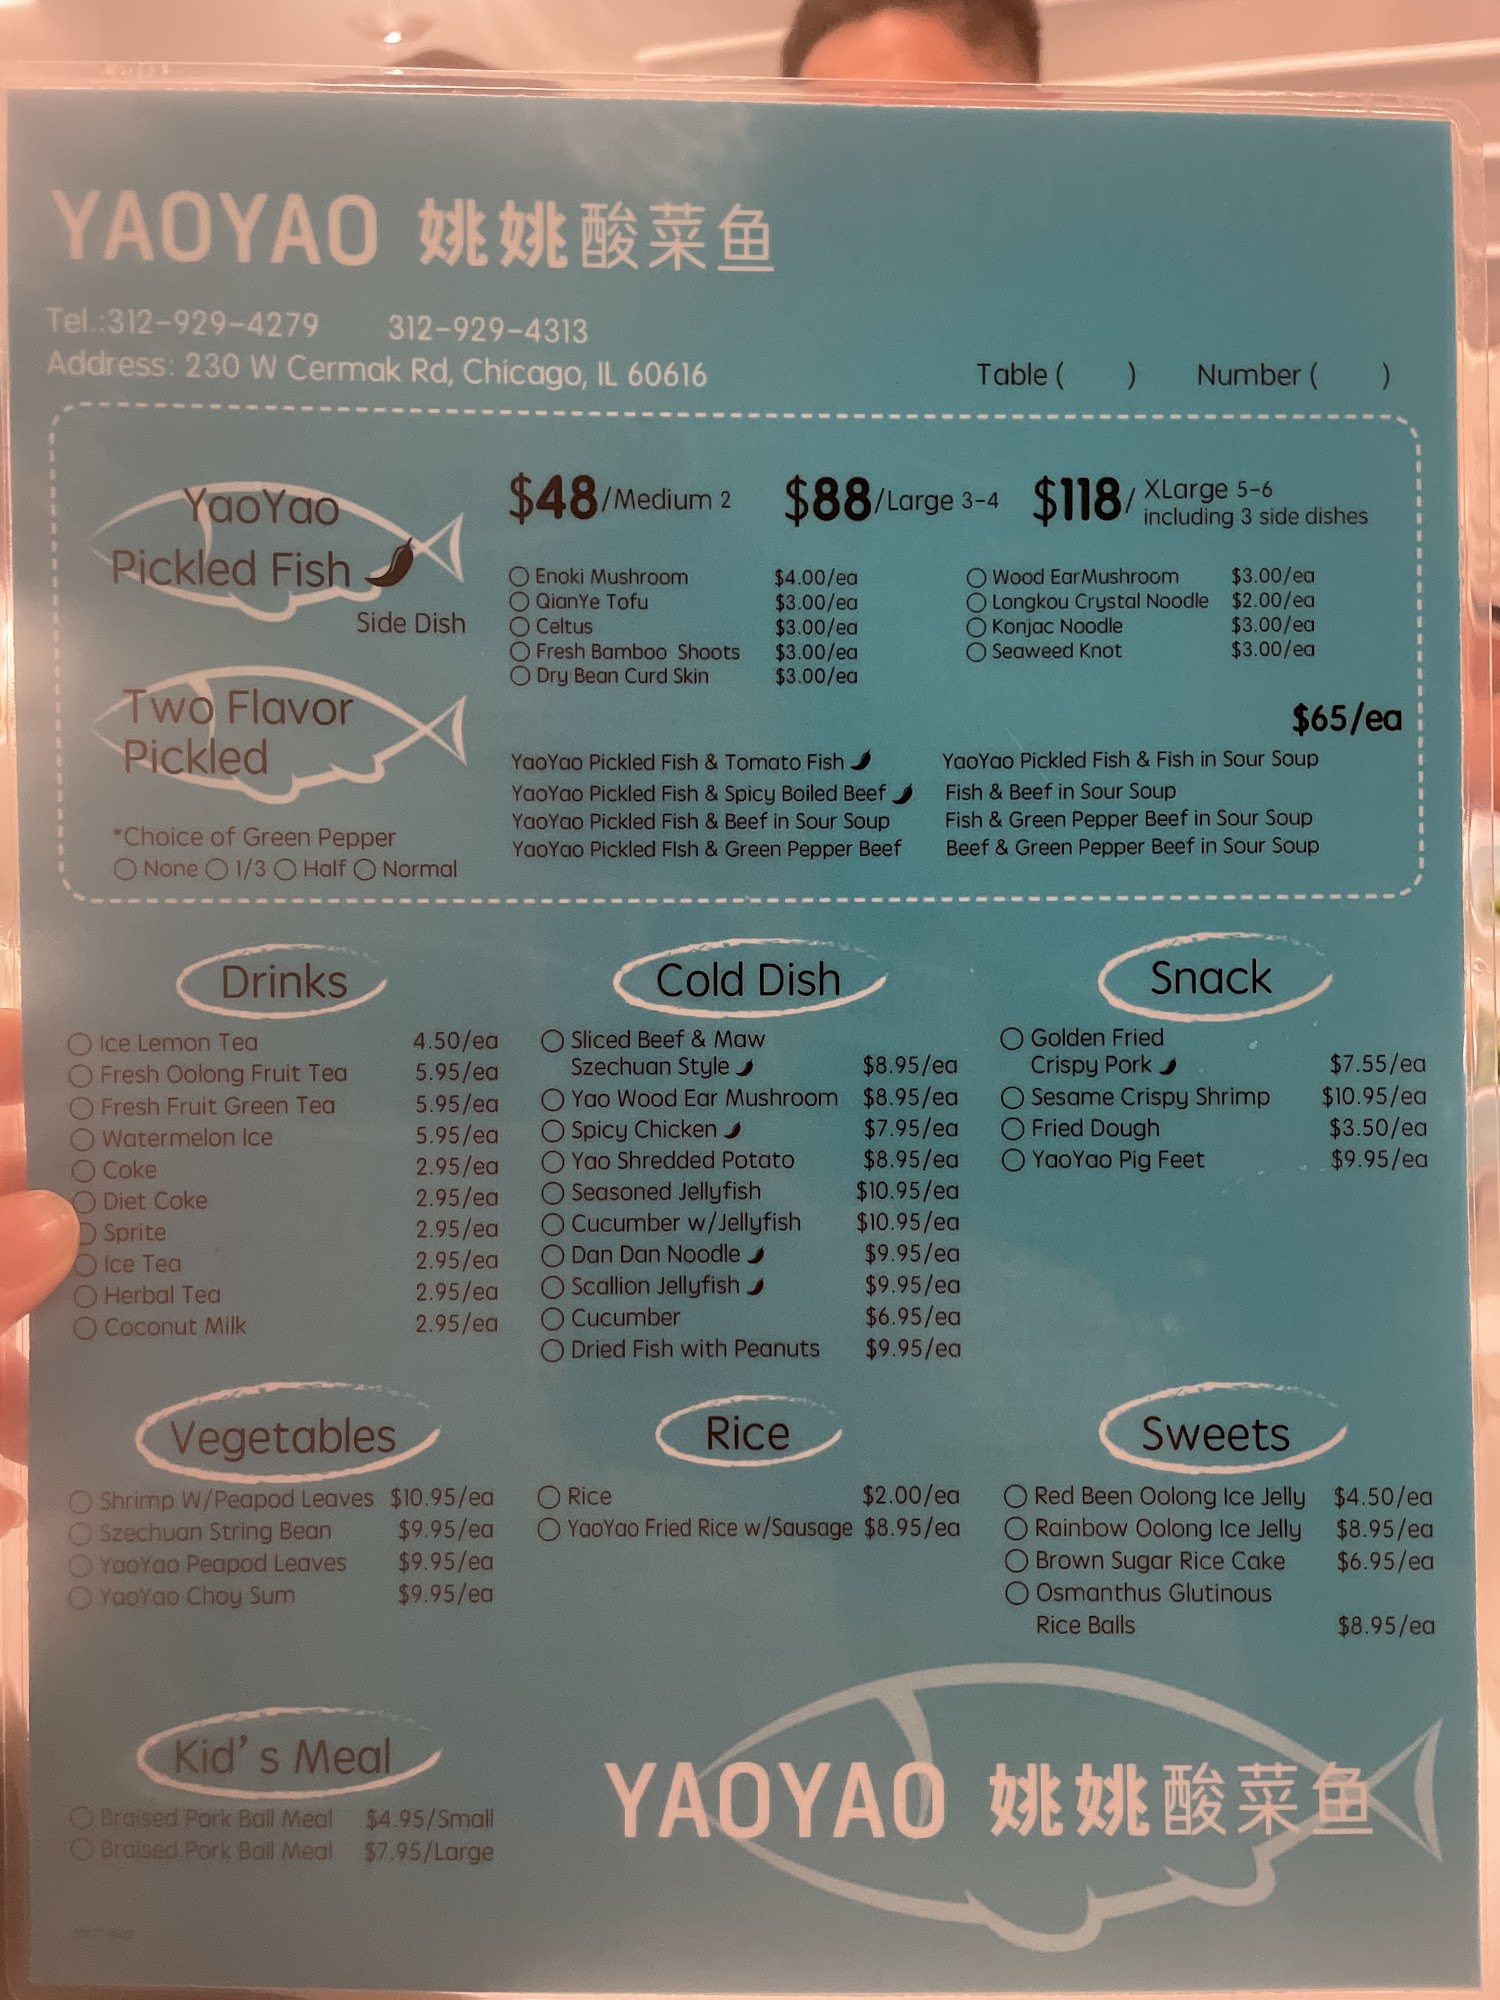 YAOYAO 姚姚酸菜鱼
Tel.:312-929-4279 312-929-4313
Address: 230 W Cermak Rd, Chicago, IL 60616
Table ( ) Number ( )
YaoYao
Pickled Fish
Side Dish
$48/Medium 2 $88/Large 3-4 $118/ XLarge 5-6
including 3 side dishes
Enoki Mushroom $4.00/ea
QianYe Tofu $3.00/ea
Celtus $3.00/ea
Fresh Bamboo Shoots $3.00/ea
Dry Bean Curd Skin $3.00/ea
Wood EarMushroom $3.00/ea
Longkou Crystal Noodle $2.00/ea
Konjac Noodle $3.00/ea
Seaweed Knot $3.00/ea
Two Flavor
Pickled
*Choice of Green Pepper
None 1/3 Half Normal
$65/ea
YaoYao Pickled Fish & Tomato Fish
YaoYao Pickled Fish & Spicy Boiled Beef
YaoYao Pickled Fish & Beef in Sour Soup
YaoYao Pickled FIsh & Green Pepper Beef
YaoYao Pickled Fish & Fish in Sour Soup
Fish & Beef in Sour Soup
Fish & Green Pepper Beef in Sour Soup
Beef & Green Pepper Beef in Sour Soup
Drinks
Ice Lemon Tea 4.50/ea
Fresh Oolong Fruit Tea 5.95/ea
Fresh Fruit Green Tea 5.95/ea
Watermelon Ice 5.95/ea
Coke 2.95/ea
Diet Coke 2.95/ea
Sprite 2.95/ea
Ice Tea 2.95/ea
Herbal Tea 2.95/ea
Coconut Milk 2.95/ea
Cold Dish
Sliced Beef & Maw
Szechuan Style $8.95/ea
Yao Wood Ear Mushroom $8.95/ea
Spicy Chicken $7.95/ea
Yao Shredded Potato $8.95/ea
Seasoned Jellyfish $10.95/ea
Cucumber w/Jellyfish $10.95/ea
Dan Dan Noodle $9.95/ea
Scallion Jellyfish $9.95/ea
Cucumber $6.95/ea
Dried Fish with Peanuts $9.95/ea
Snack
Golden Fried
Crispy Pork $7.55/ea
Sesame Crispy Shrimp $10.95/ea
Fried Dough $3.50/ea
YaoYao Pig Feet $9.95/ea
Vegetables
Shrimp W/Peapod Leaves $10.95/ea
Szechuan String Bean $9.95/ea
YaoYao Peapod Leaves $9.95/ea
YaoYao Choy Sum $9.95/ea
Rice
Rice $2.00/ea
YaoYao Fried Rice w/Sausage $8.95/ea
Sweets
Red Been Oolong Ice Jelly $4.50/ea
Rainbow Oolong Ice Jelly $8.95/ea
Brown Sugar Rice Cake $6.95/ea
Osmanthus Glutinous
Rice Balls $8.95/ea
Kid's Meal
Braised Pork Ball Meal $4.95/Small
Braised Pork Ball Meal $7.95/Large
YAOYAO 姚姚酸菜鱼